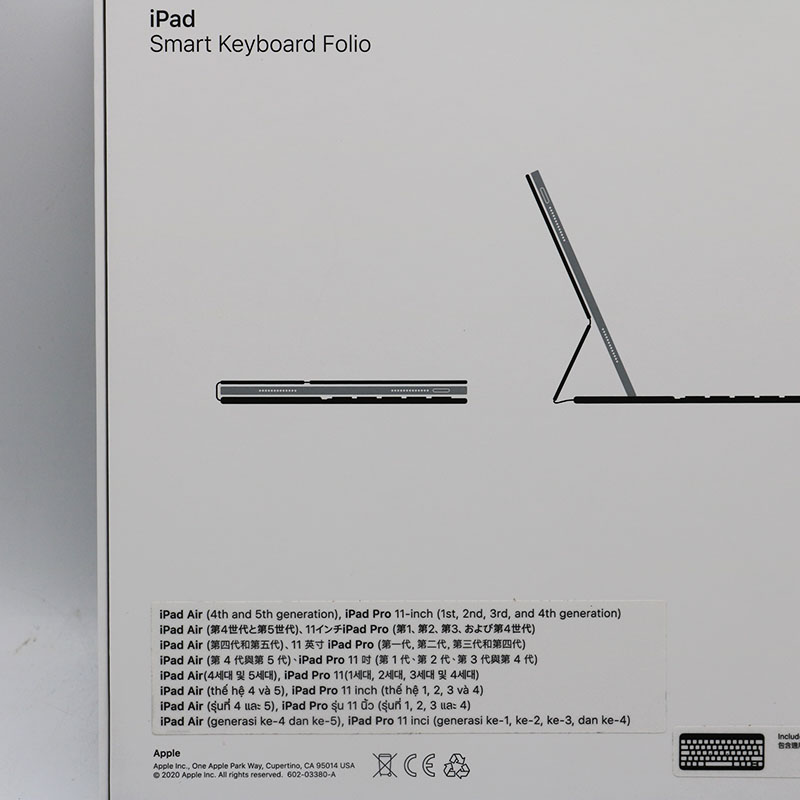 iPad
Smart Keyboard Folio
iPad Air (4th and 5th generation), iPad Pro 11-inch (1st, 2nd, 3rd, and 4th generation)
iPad Air (第4世代と第5世代)、11インチiPad Pro (第1、第2、第3、および第4世代)
iPad Air (第四代和第五代)、11 英寸 iPad Pro (第一代, 第二代, 第三代和第四代)
iPad Air (第 4 代與第 5 代)、iPad Pro 11 吋 (第 1 代、第 2 代、第 3 代與第 4 代)
iPad Air(4세대 및 5세대), iPad Pro 11(1세대, 2세대, 3세대 및 4세대)
iPad Air (thế hệ 4 và 5), iPad Pro 11 inch (thế hệ 1, 2, 3 và 4)
iPad Air (รุ่นที่ 4 และ 5), iPad Pro รุ่น 11 นิ้ว (รุ่นที่ 1, 2, 3 และ 4)
iPad Air (generasi ke-4 dan ke-5), iPad Pro 11 inci (generasi ke-1, ke-2, ke-3, dan ke-4)
Apple
Apple Inc., One Apple Park Way, Cupertino, CA 95014 USA
© 2020 Apple Inc. All rights reserved. 602-03380-A
CE